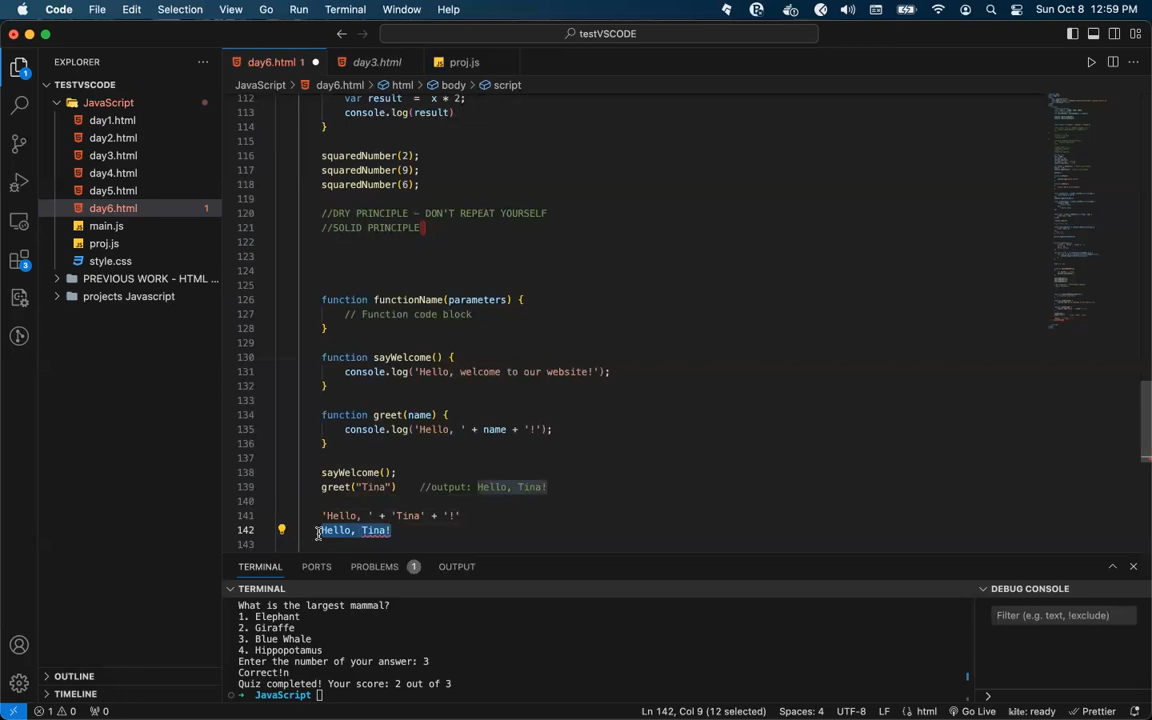 Code File Edit Selection View Go Run Terminal Window Help Sun Oct 8 12:59 PM
testVSCODE
EXPLORER
day6.html 1
day3.html
proj.js
TESTVSCODE
JavaScript > day6.html > html > body > script
JavaScript
day1.html
day2.html
day3.html
day4.html
day5.html
day6.html 1
main.js
proj.js
style.css
PREVIOUS WORK - HTML ...
projects Javascript
OUTLINE
TIMELINE
112 var result = x * 2;
113 console.log(result)
114 }
115
116 squaredNumber(2);
117 squaredNumber(9);
118 squaredNumber(6);
119
120 //DRY PRINCIPLE - DON'T REPEAT YOURSELF
121 //SOLID PRINCIPLE
122
123
124
125
126 function functionName(parameters) {
127 // Function code block
128 }
129
130 function sayWelcome() {
131 console.log('Hello, welcome to our website!');
132 }
133
134 function greet(name) {
135 console.log('Hello, ' + name + '!');
136 }
137
138 sayWelcome();
139 greet("Tina") //output: Hello, Tina!
140
141 'Hello, ' + 'Tina' + '!'
142 Hello, Tina!
143
TERMINAL PORTS PROBLEMS 1 OUTPUT
TERMINAL
What is the largest mammal?
1. Elephant
2. Giraffe
3. Blue Whale
4. Hippopotamus
Enter the number of your answer: 3
Correct!n
Quiz completed! Your score: 2 out of 3
➜ JavaScript
DEBUG CONSOLE
Filter (e.g. text, !exclude)
>
1 0 0 Ln 142, Col 9 (12 selected) Spaces: 4 UTF-8 LF html Go Live kite: ready Prettier